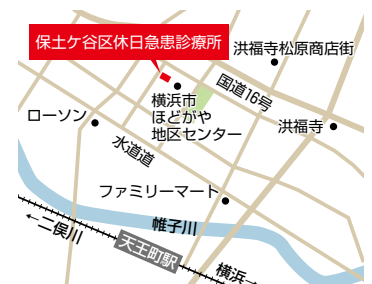 保土ケ谷区休日急患診療所
洪福寺松原商店街
国道16号
横浜市
ほどがや
地区センター
ローソン
洪福寺
水道道
ファミリーマート
帷子川
←二俣川
天王町駅
横浜→